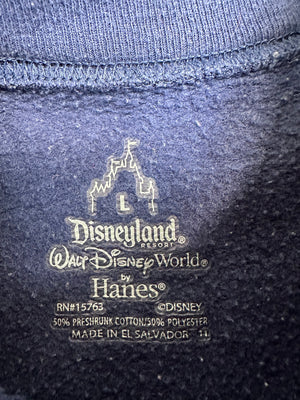 L
Disneyland®
RESORT
WALT DISNEY World®
by
Hanes®
RN#15763 ©DISNEY
50% PRESHRUNK COTTON/50% POLYESTER
MADE IN EL SALVADOR 11